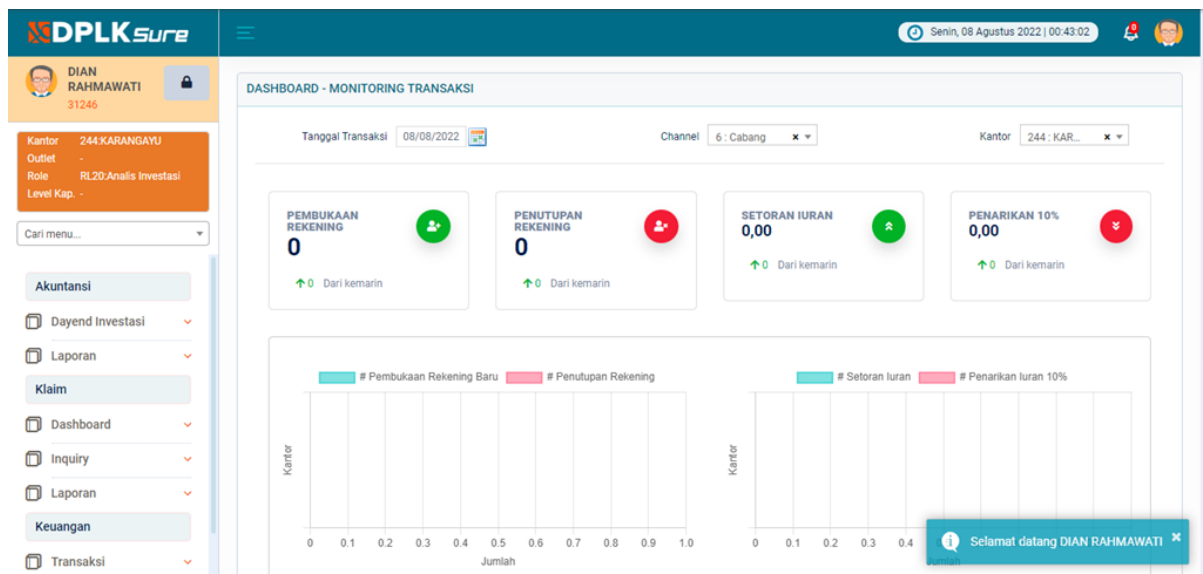 DPLKSure
Senin, 08 Agustus 2022 | 00:43:02
DIAN
RAHMAWATI
31246
Kantor 244:KARANGAYU
Outlet -
Role RL20:Analis Investasi
Level Kap. -
Cari menu...
Akuntansi
Dayend Investasi
Laporan
Klaim
Dashboard
Inquiry
Laporan
Keuangan
Transaksi
DASHBOARD - MONITORING TRANSAKSI
Tanggal Transaksi 08/08/2022 Channel 6 : Cabang x Kantor 244 : KAR... x
PEMBUKAAN
REKENING
0
0 Dari kemarin
PENUTUPAN
REKENING
0
0 Dari kemarin
SETORAN IURAN
0,00
0 Dari kemarin
PENARIKAN 10%
0,00
0 Dari kemarin
# Pembukaan Rekening Baru # Penutupan Rekening
Kantor
0 0.1 0.2 0.3 0.4 0.5 0.6 0.7 0.8 0.9 1.0
Jumlah
# Setoran Iuran # Penarikan Iuran 10%
Kantor
0 0.1 0.2 0.3 0.4
Selamat datang DIAN RAHMAWATI ×